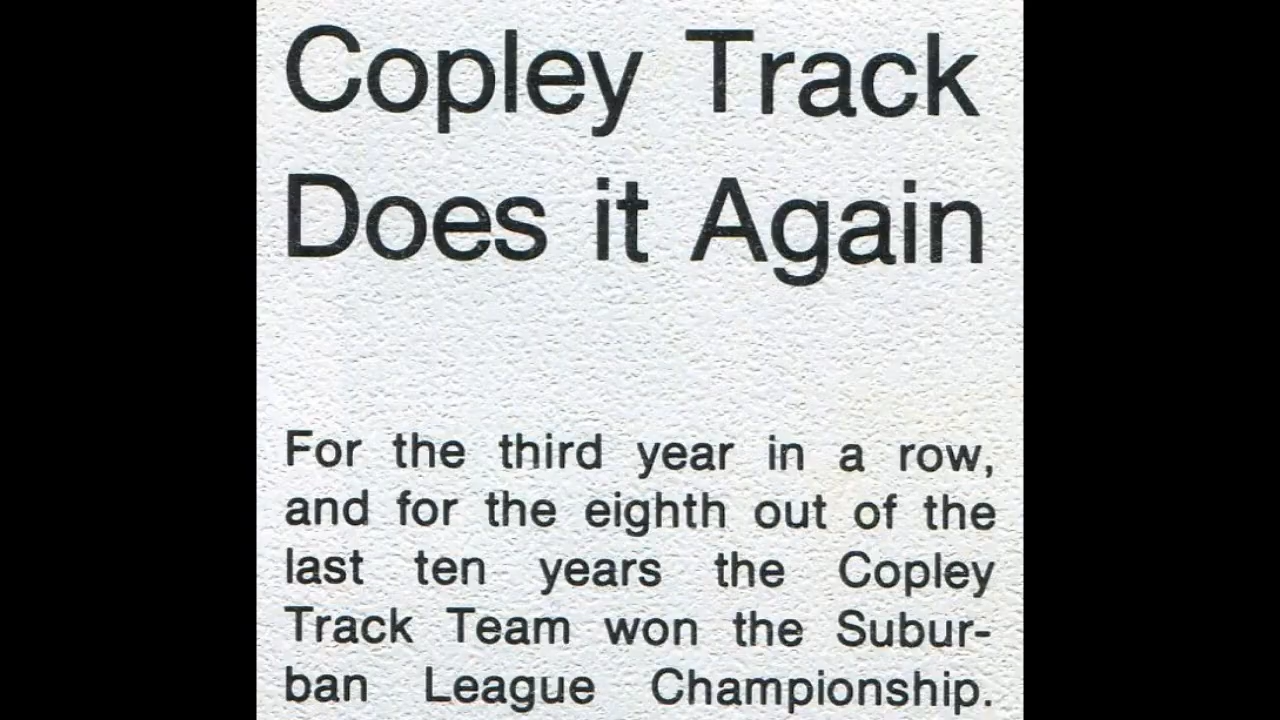 Copley Track
Does it Again
For the third year in a row,
and for the eighth out of the
last ten years the Copley
Track Team won the Subur-
ban League Championship.